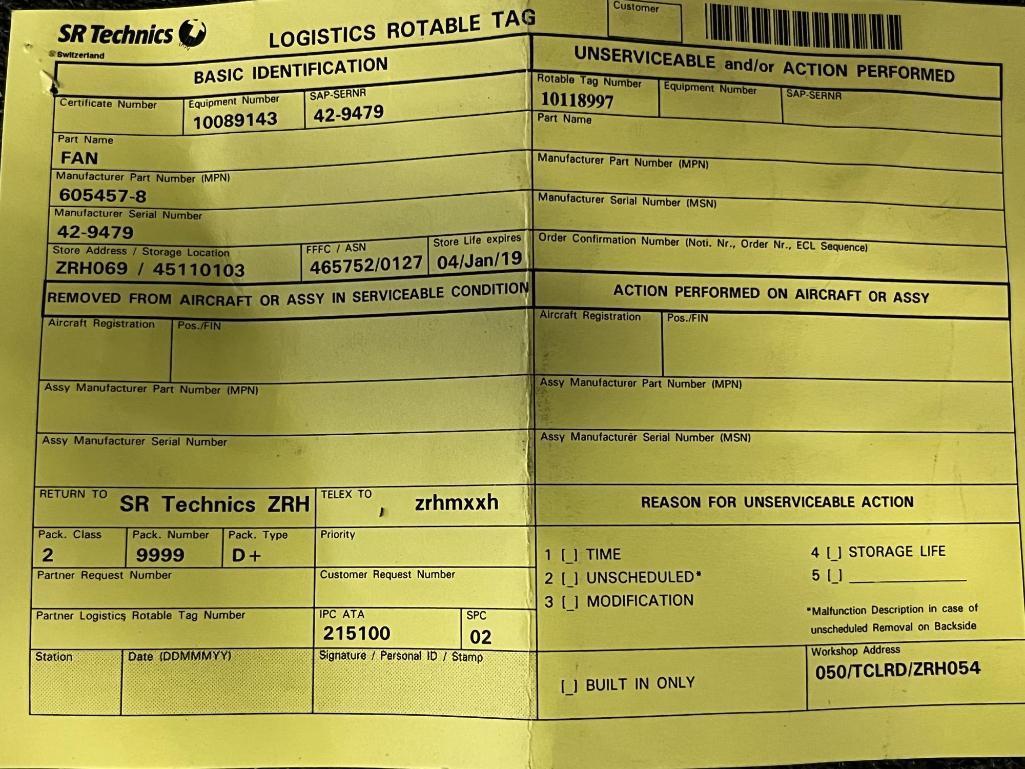 SR Technics
Switzerland
LOGISTICS ROTABLE TAG
Customer
BASIC IDENTIFICATION
Certificate Number
Equipment Number
10089143
SAP-SERNR
42-9479
Part Name
FAN
Manufacturer Part Number (MPN)
605457-8
Manufacturer Serial Number
42-9479
Store Address / Storage Location
ZRH069 / 45110103
FFFC / ASN
465752/0127
Store Life expires
04/Jan/19
REMOVED FROM AIRCRAFT OR ASSY IN SERVICEABLE CONDITION
Aircraft Registration
Pos./FIN
Assy Manufacturer Part Number (MPN)
Assy Manufacturer Serial Number
RETURN TO
SR Technics ZRH
TELEX TO
, zrhmxxh
Pack. Class
2
Pack. Number
9999
Pack. Type
D+
Priority
Partner Request Number
Customer Request Number
Partner Logistics Rotable Tag Number
IPC ATA
215100
SPC
02
Station
Date (DDMMMYY)
Signature / Personal ID / Stamp
UNSERVICEABLE and/or ACTION PERFORMED
Rotable Tag Number
10118997
Equipment Number
SAP-SERNR
Part Name
Manufacturer Part Number (MPN)
Manufacturer Serial Number (MSN)
Order Confirmation Number (Noti. Nr., Order Nr., ECL Sequence)
ACTION PERFORMED ON AIRCRAFT OR ASSY
Aircraft Registration
Pos./FIN
Assy Manufacturer Part Number (MPN)
Assy Manufacturer Serial Number (MSN)
REASON FOR UNSERVICEABLE ACTION
1 [_] TIME
2 [_] UNSCHEDULED*
3 [_] MODIFICATION
4 [_] STORAGE LIFE
5 [_] ____________
*Malfunction Description in case of
unscheduled Removal on Backside
[_] BUILT IN ONLY
Workshop Address
050/TCLRD/ZRH054